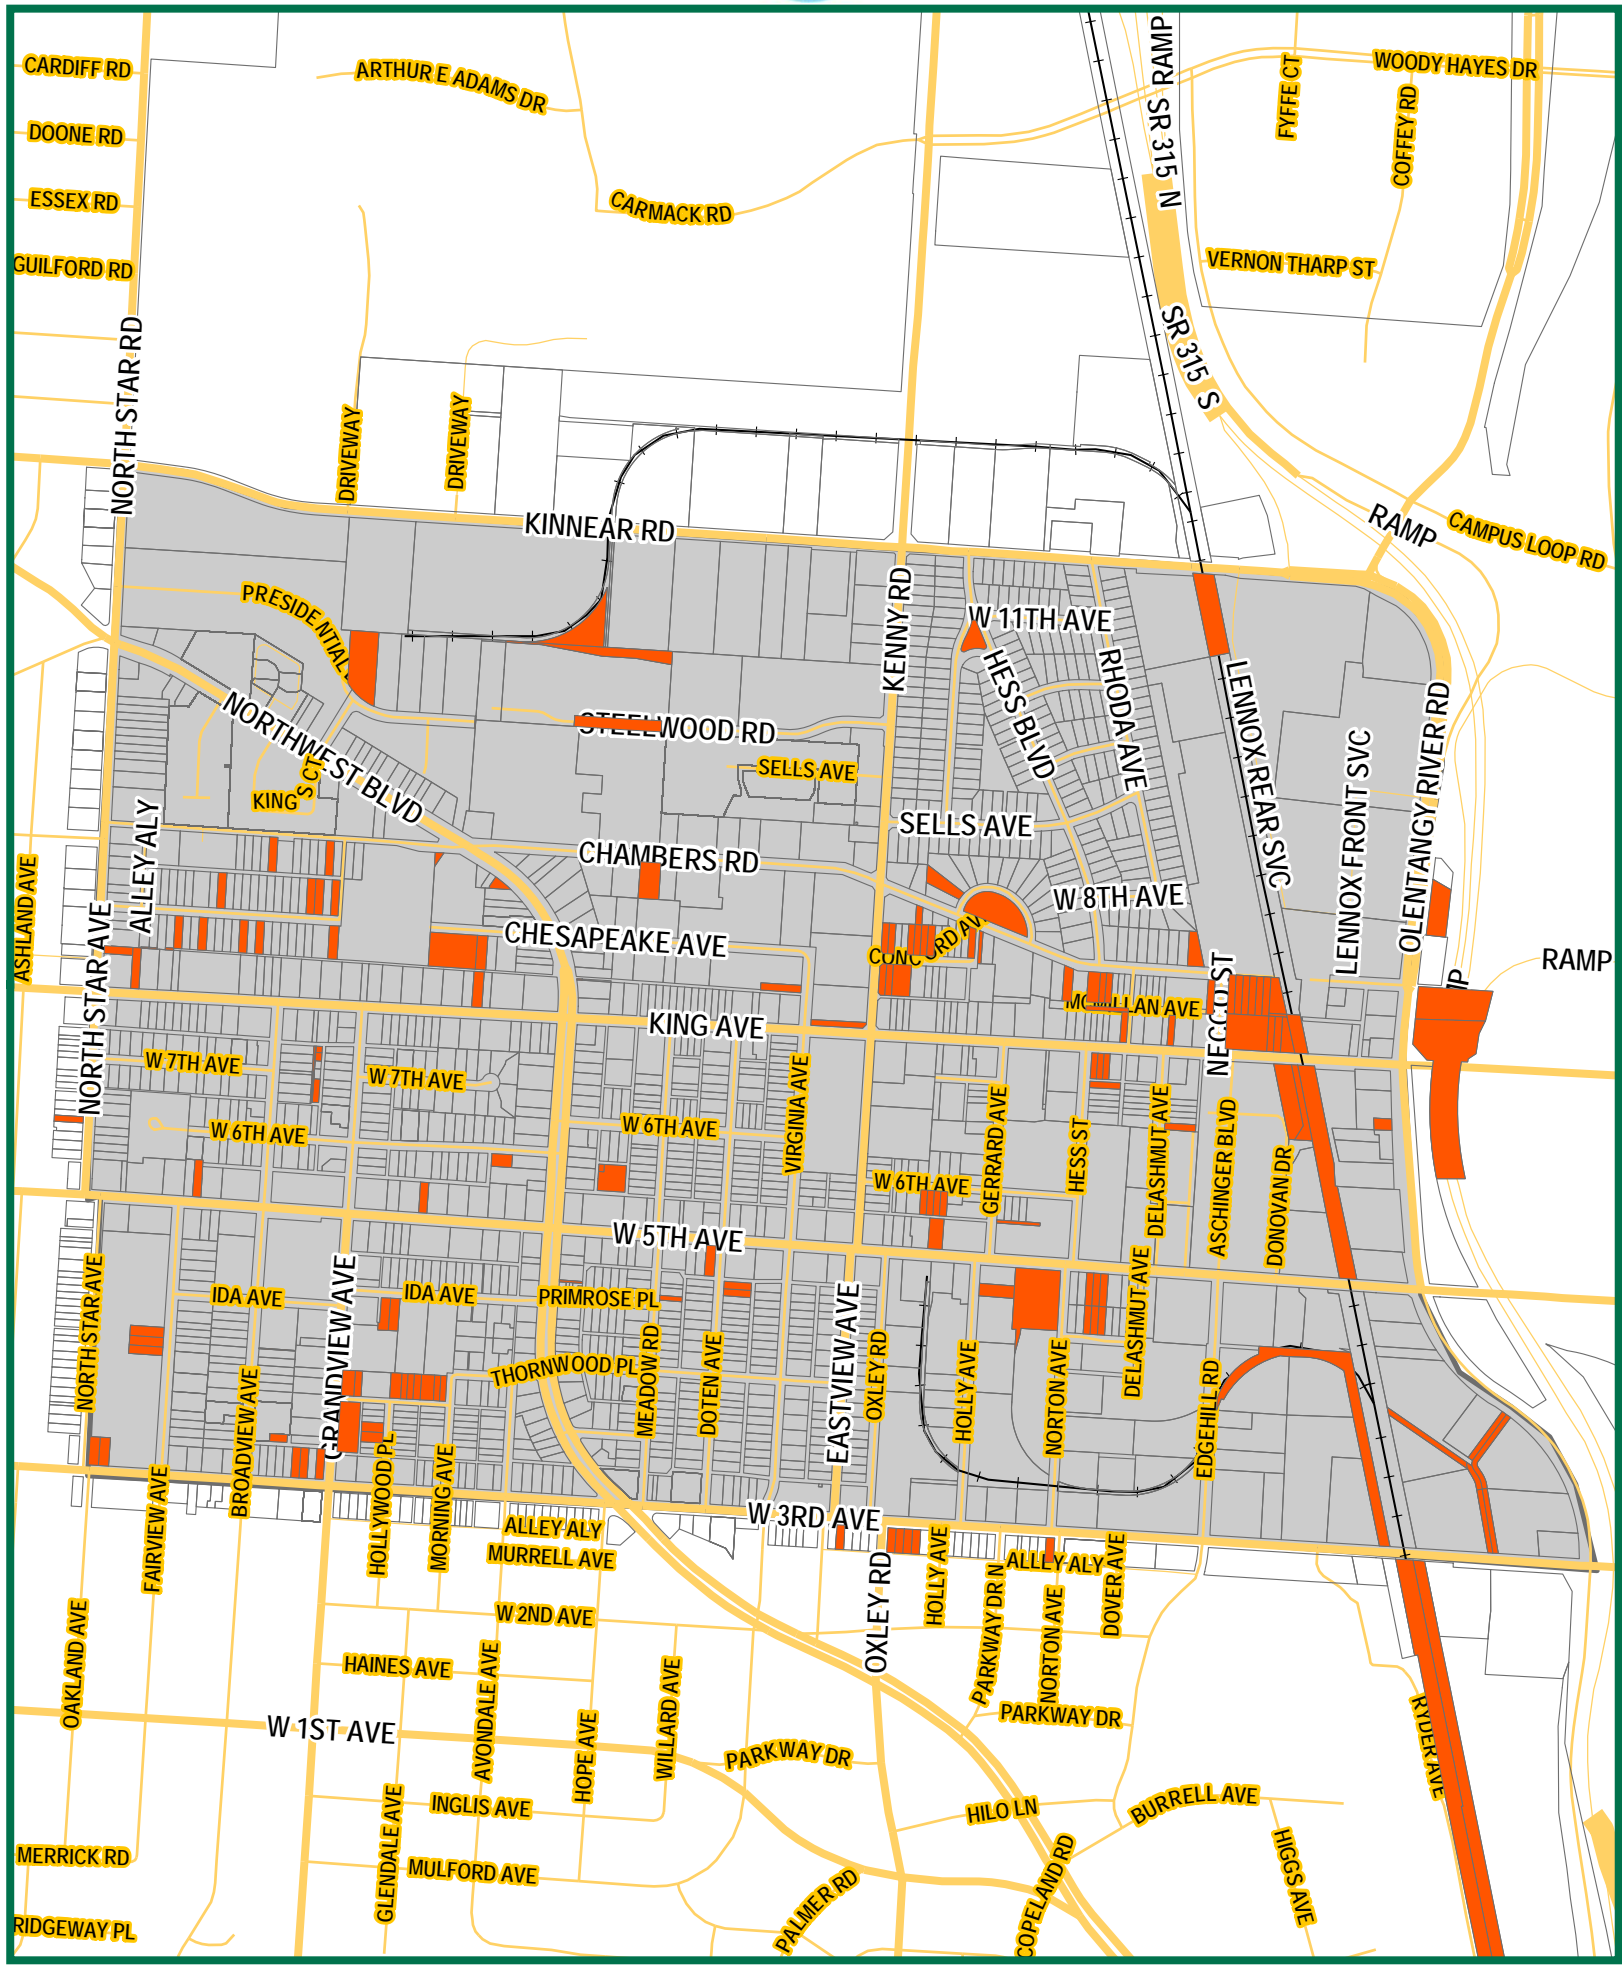 CARDIFF RD
DOONE RD
ESSEX RD
GUILFORD RD
ARTHUR E ADAMS DR
CARMACK RD
RAMP
SR 315 N
FYFFE CT
WOODY HAYES DR
COFFEY RD
VERNON THARP ST
SR 315 S
NORTH STAR RD
DRIVEWAY
DRIVEWAY
KINNEAR RD
RAMP
CAMPUS LOOP RD
PRESIDENTIAL
KENNY RD
W 11TH AVE
HESS BLVD
RHODA AVE
LENNOX REAR SVC
LENNOX FRONT SVC
OLENTANGY RIVER RD
NORTHWEST BLVD
STEELWOOD RD
SELLS AVE
KINGS CT
SELLS AVE
ALLEY ALY
CHAMBERS RD
W 8TH AVE
ASHLAND AVE
NORTH STAR AVE
CHESAPEAKE AVE
CONCORD AV
RAMP
MP
MCMILLAN AVE
NECCO ST
KING AVE
W 7TH AVE
W 7TH AVE
VIRGINIA AVE
W 6TH AVE
W 6TH AVE
W 6TH AVE
GERRARD AVE
HESS ST
DELASHMUT AVE
ASCHINGER BLVD
DONOVAN DR
W 5TH AVE
NORTH STAR AVE
IDA AVE
GRANDVIEW AVE
IDA AVE
PRIMROSE PL
EASTVIEW AVE
DELASHMUT AVE
THORNWOOD PL
MEADOW RD
DOTEN AVE
OXLEY RD
HOLLY AVE
NORTON AVE
EDGEHILL RD
BROADVIEW AVE
FAIRVIEW AVE
HOLLYWOOD PL
MORNING AVE
ALLEY ALY
MURRELL AVE
W 3RD AVE
OXLEY RD
HOLLY AVE
PARKWAY DR N
ALLEY ALY
NORTON AVE
DOVER AVE
OAKLAND AVE
W 2ND AVE
HAINES AVE
AVONDALE AVE
HOPE AVE
WILLARD AVE
W 1ST AVE
PARKWAY DR
PARKWAY DR
RYDER AVE
INGLIS AVE
HILO LN
BURRELL AVE
GLENDALE AVE
MERRICK RD
MULFORD AVE
PALMER RD
COPELAND RD
HIGGS AVE
RIDGEWAY PL